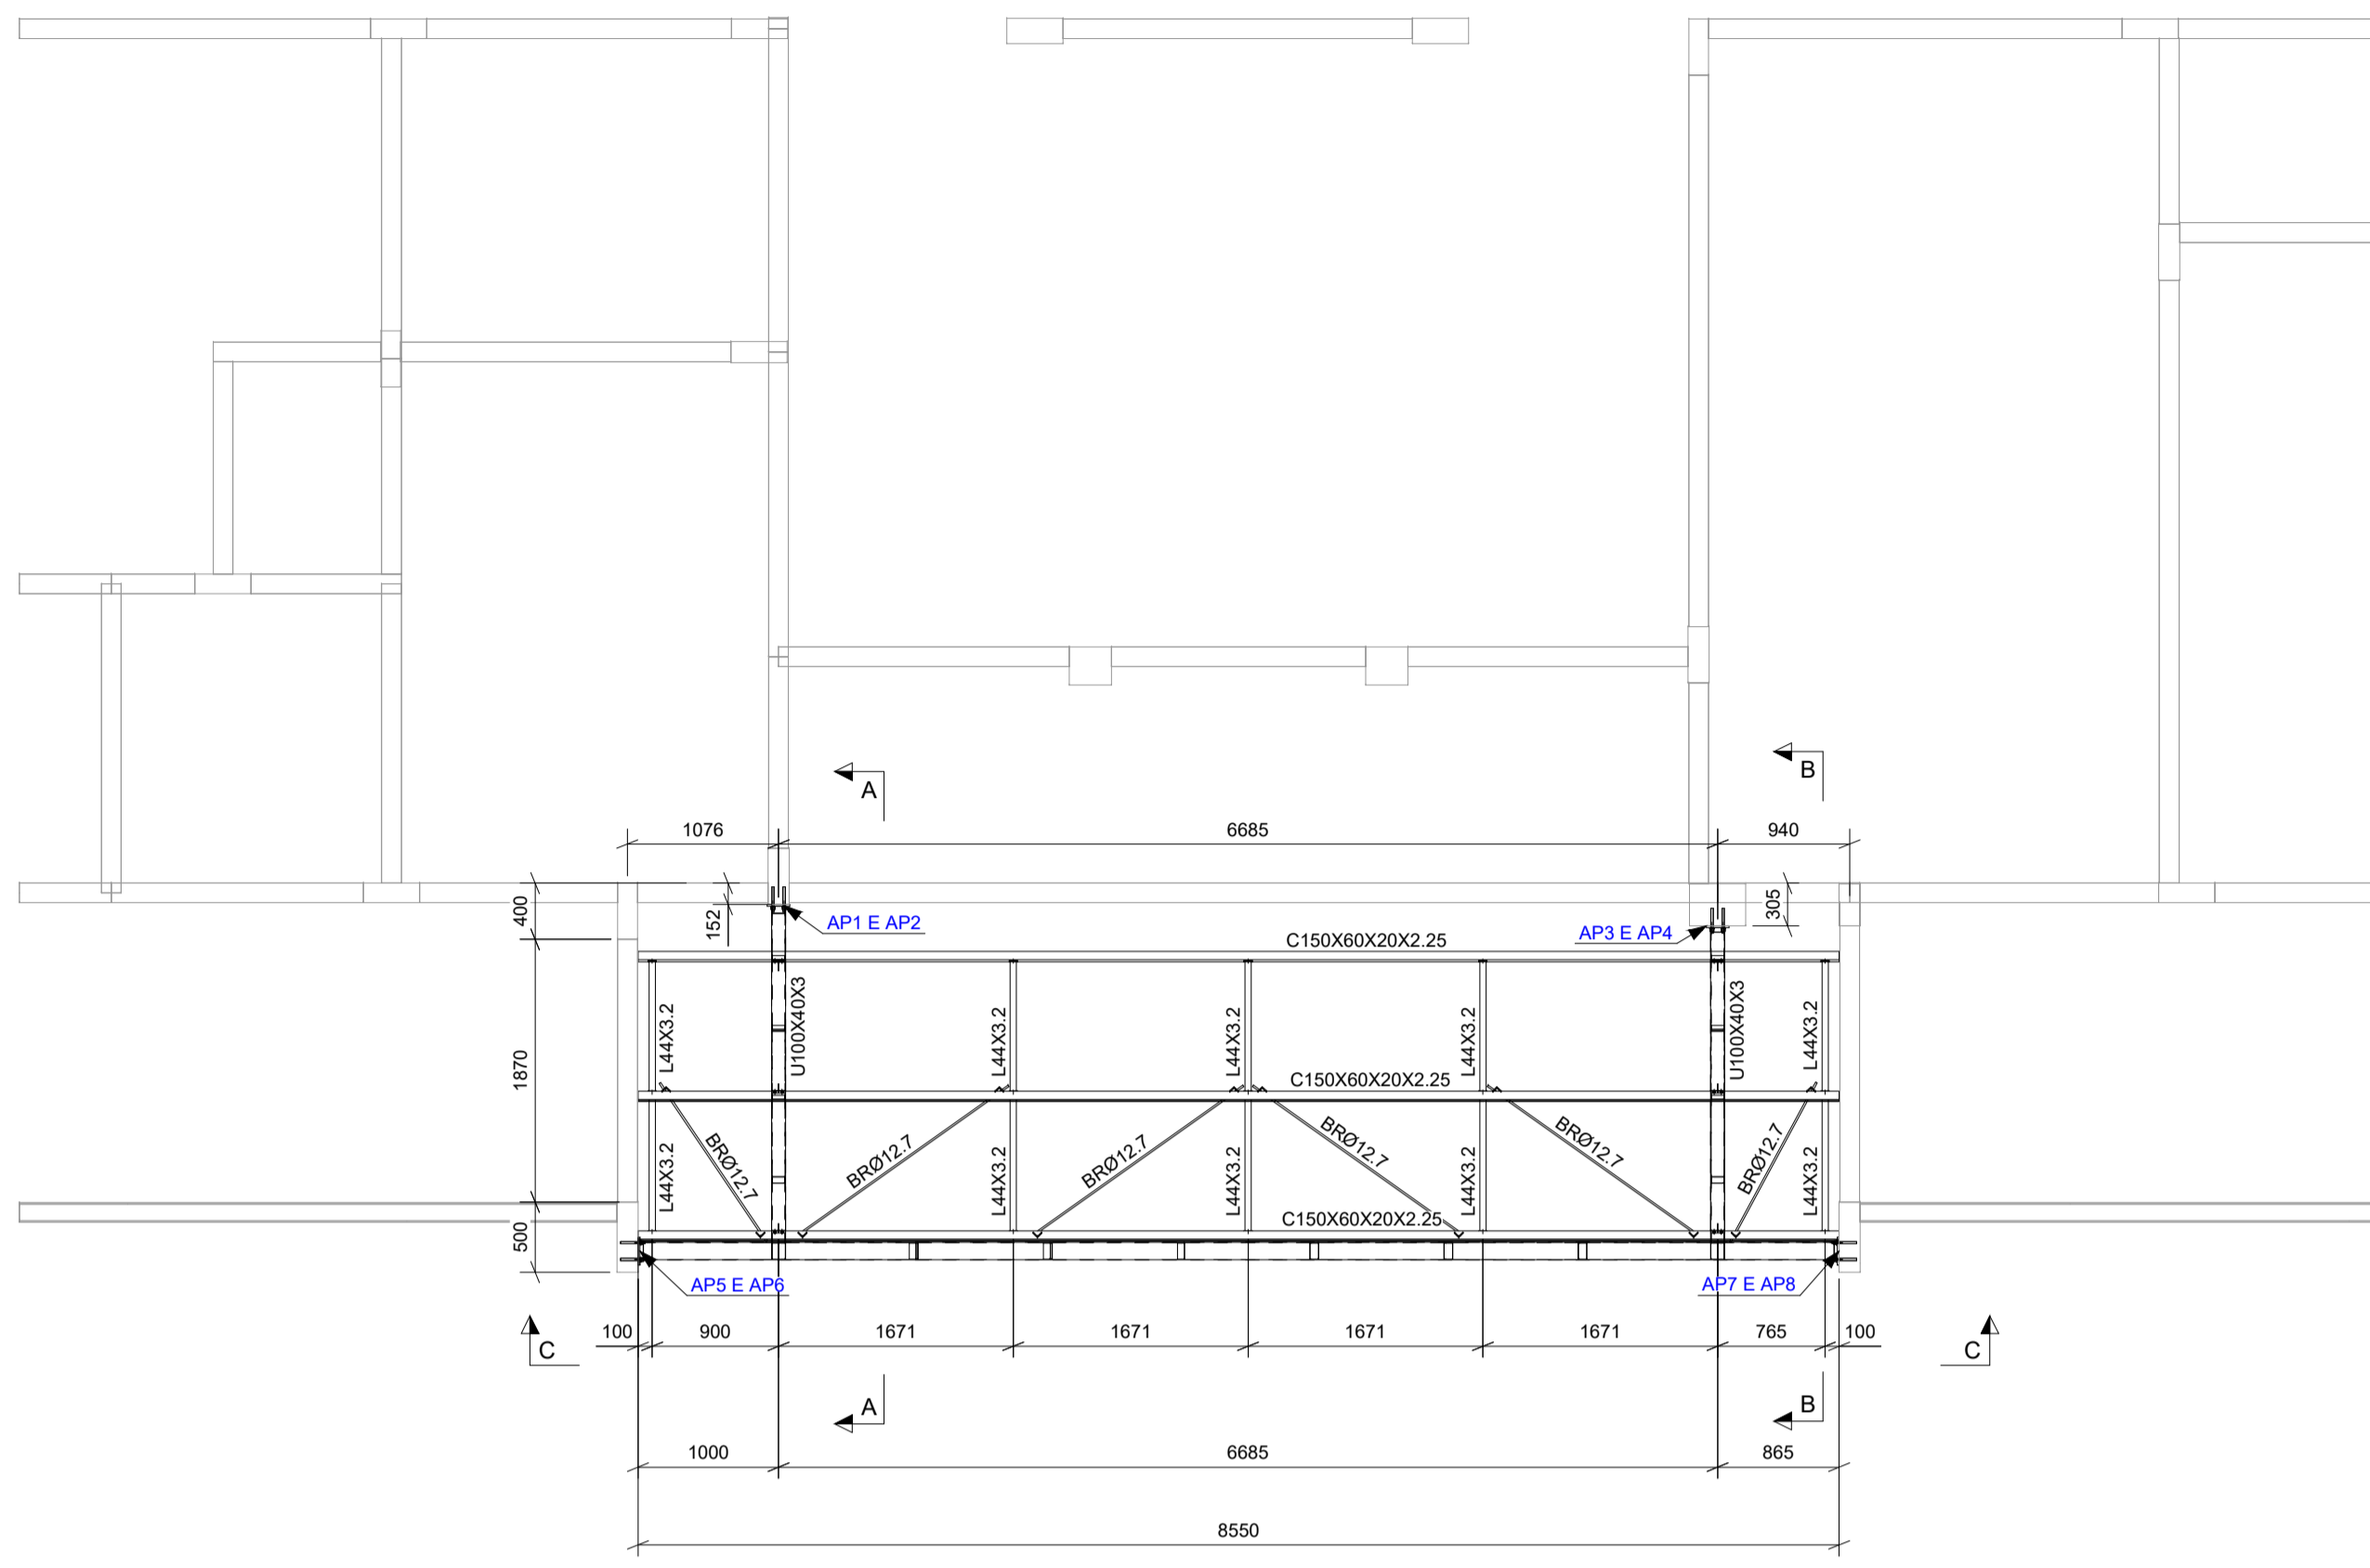 A
B
1076
6685
940
400
152
AP1 E AP2
AP3 E AP4
305
C150X60X20X2.25
1870
L44X3.2
U100X40X3
L44X3.2
L44X3.2
L44X3.2
U100X40X3
L44X3.2
C150X60X20X2.25
L44X3.2
BRØ12.7
BRØ12.7
L44X3.2
BRØ12.7
L44X3.2
BRØ12.7
L44X3.2
BRØ12.7
BRØ12.7
L44X3.2
500
C150X60X20X2.25
AP5 E AP6
AP7 E AP8
C
100
900
1671
1671
1671
1671
765
100
C
A
B
1000
6685
865
8550